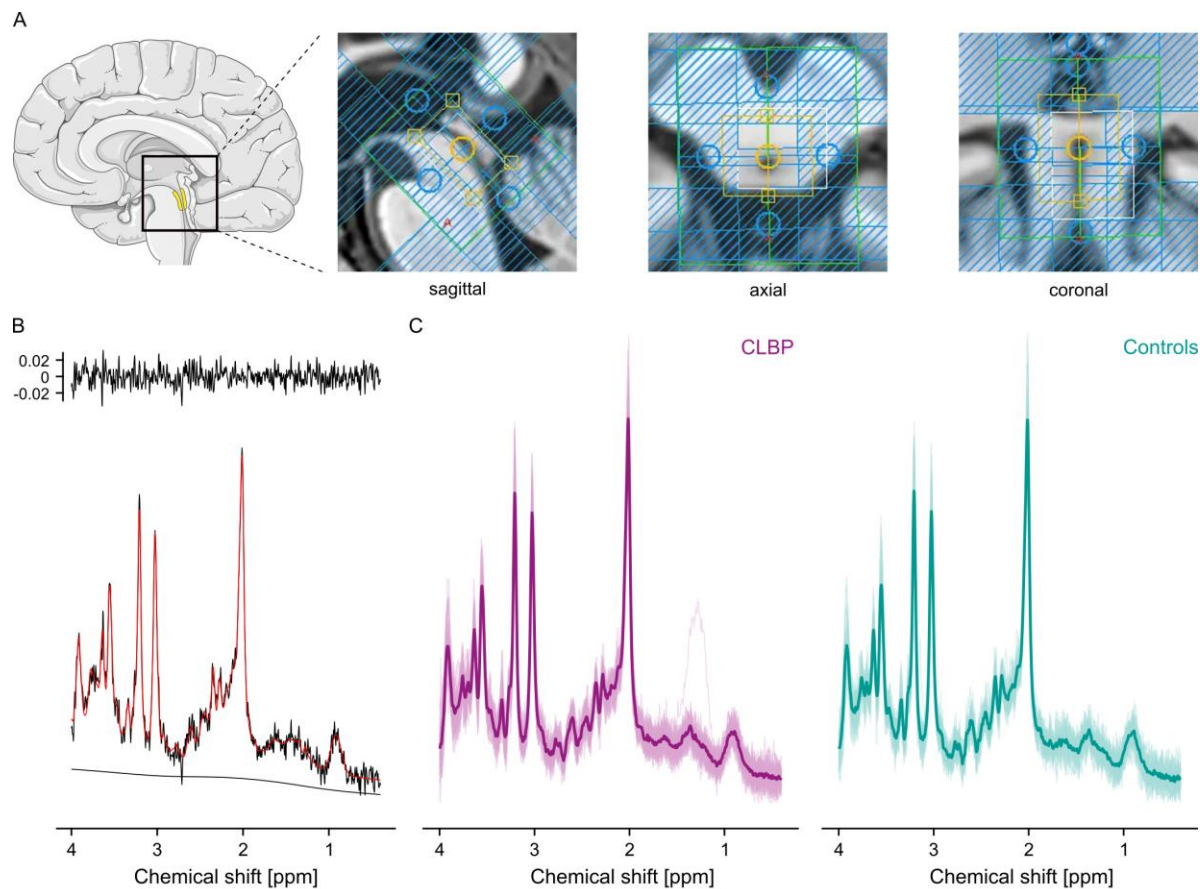 A
sagittal
axial
coronal
A
B
0.02
0
-0.02
4 3 2 1
Chemical shift [ppm]
C
CLBP
4 3 2 1
Chemical shift [ppm]
Controls
4 3 2 1
Chemical shift [ppm]